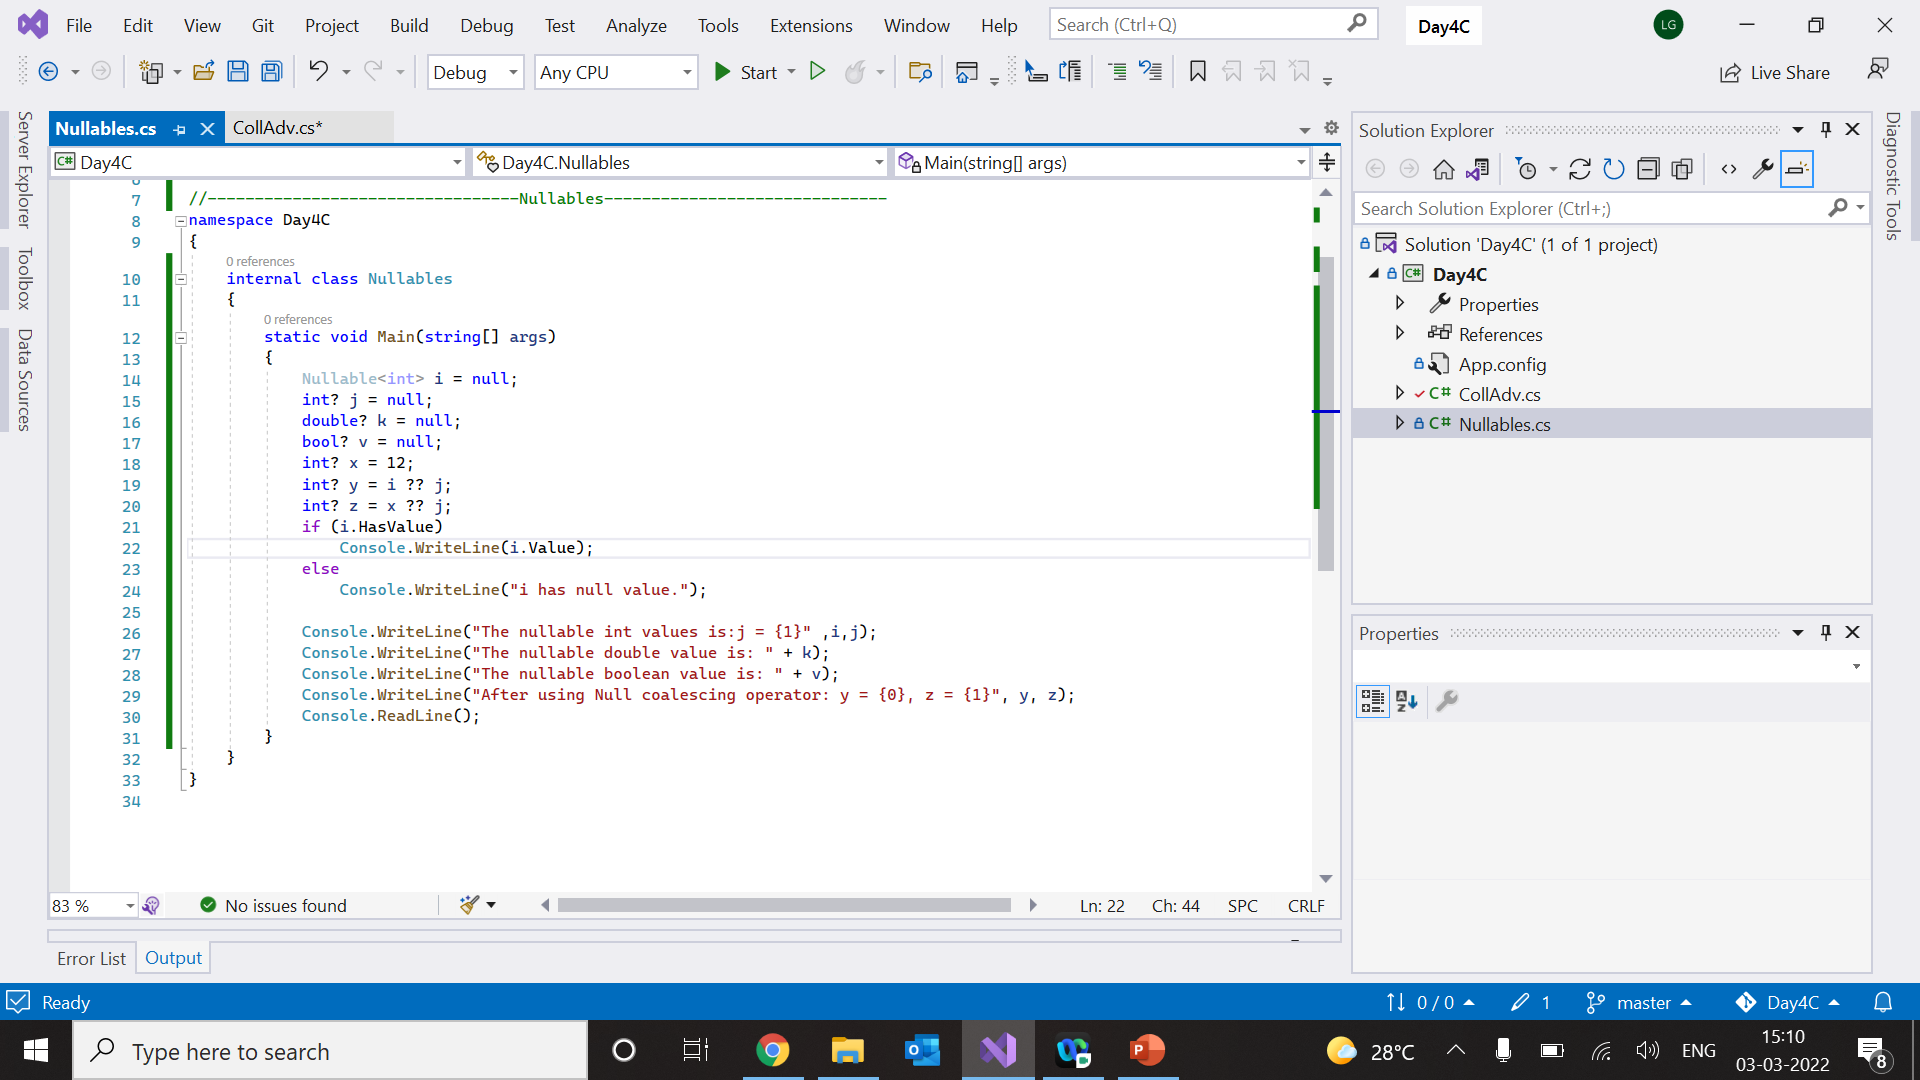 File Edit View Git Project Build Debug Test Analyze Tools Extensions Window Help Search (Ctrl+Q) Day4C LG
Debug Any CPU Start Live Share
Server Explorer
Toolbox
Data Sources
Nullables.cs CollAdv.cs*
Day4C Day4C.Nullables Main(string[] args)
7 //---------------------------------Nullables------------------------------
8 namespace Day4C
9 {
0 references
10 internal class Nullables
11 {
0 references
12 static void Main(string[] args)
13 {
14 Nullable<int> i = null;
15 int? j = null;
16 double? k = null;
17 bool? v = null;
18 int? x = 12;
19 int? y = i ?? j;
20 int? z = x ?? j;
21 if (i.HasValue)
22 Console.WriteLine(i.Value);
23 else
24 Console.WriteLine("i has null value.");
25
26 Console.WriteLine("The nullable int values is:j = {1}" ,i,j);
27 Console.WriteLine("The nullable double value is: " + k);
28 Console.WriteLine("The nullable boolean value is: " + v);
29 Console.WriteLine("After using Null coalescing operator: y = {0}, z = {1}", y, z);
30 Console.ReadLine();
31 }
32 }
33 }
34
83 % No issues found Ln: 22 Ch: 44 SPC CRLF
Error List Output
Solution Explorer
Search Solution Explorer (Ctrl+;)
Solution 'Day4C' (1 of 1 project)
C# Day4C
Properties
References
App.config
C# CollAdv.cs
C# Nullables.cs
Properties
Diagnostic Tools
Ready 0 / 0 1 master Day4C
Type here to search 28°C ENG 15:10
03-03-2022 8